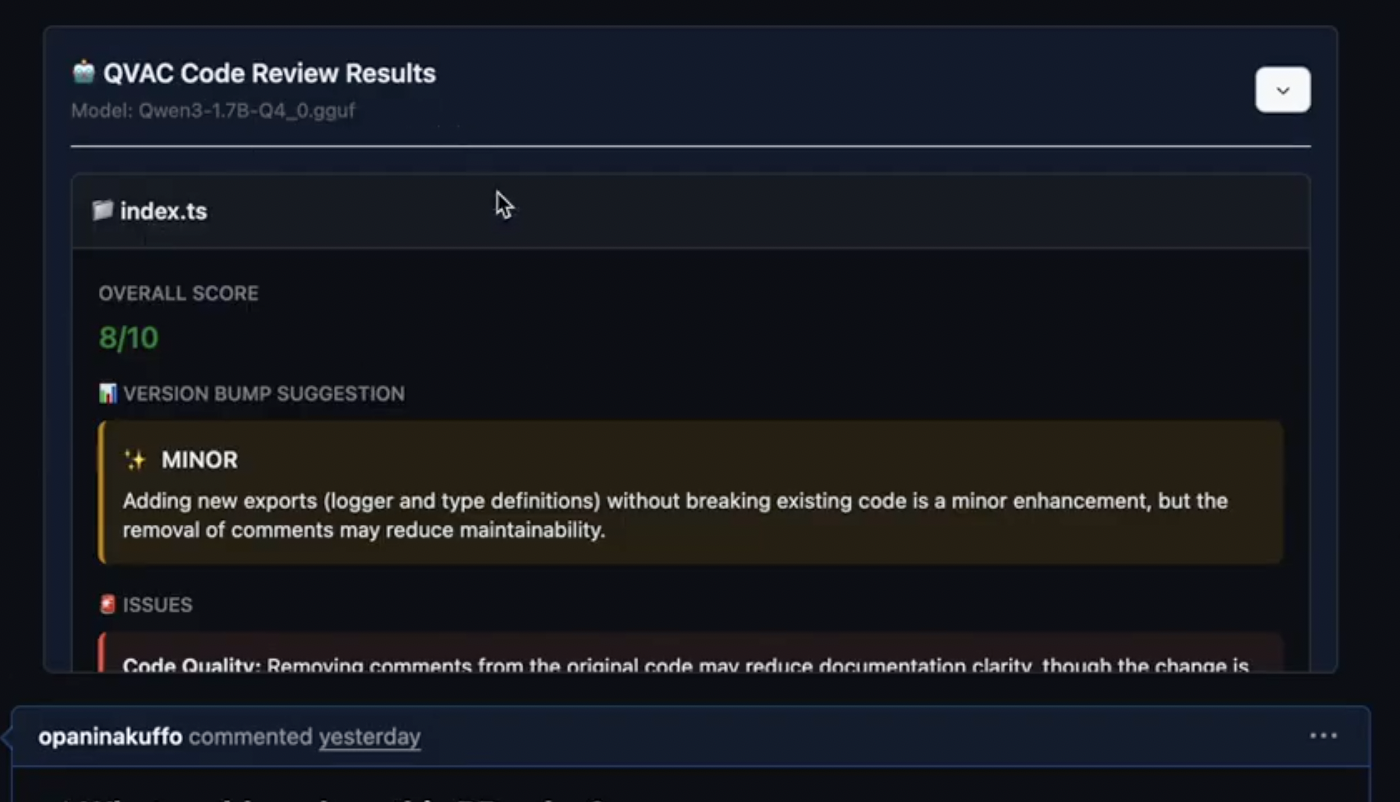 QVAC Code Review Results
Model: Qwen3-1.7B-Q4_0.gguf
index.ts
OVERALL SCORE
8/10
VERSION BUMP SUGGESTION
MINOR
Adding new exports (logger and type definitions) without breaking existing code is a minor enhancement, but the
removal of comments may reduce maintainability.
ISSUES
Code Quality: Removing comments from the original code may reduce documentation clarity, though the change is
opaninakuffo commented yesterday